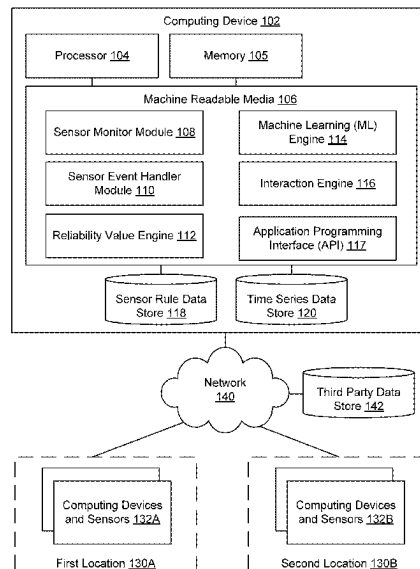 Computing Device 102
Processor 104
Memory 105
Machine Readable Media 106
Sensor Monitor Module 108
Machine Learning (ML)
Engine 114
Sensor Event Handler
Module 110
Interaction Engine 116
Reliability Value Engine 112
Application Programming
Interface (API) 117
Sensor Rule Data
Store 118
Time Series Data
Store 120
Network
140
Third Party Data
Store 142
Computing Devices
and Sensors 132A
Computing Devices
and Sensors 132B
First Location 130A
Second Location 130B